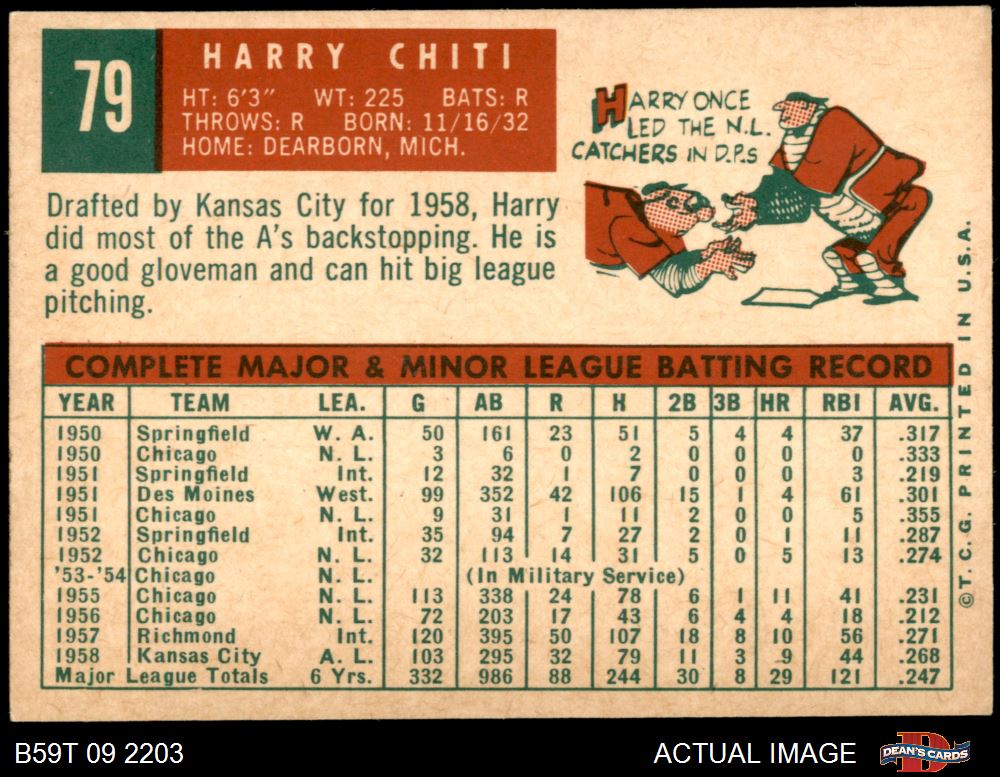 79
HARRY CHITI
HT: 6'3" WT: 225 BATS: R
THROWS: R BORN: 11/16/32
HOME: DEARBORN, MICH.
HARRY ONCE
LED THE N.L.
CATCHERS IN D.P.S
Drafted by Kansas City for 1958, Harry
did most of the A's backstopping. He is
a good gloveman and can hit big league
pitching.
COMPLETE MAJOR & MINOR LEAGUE BATTING RECORD
YEAR TEAM LEA. G AB R H 2B 3B HR RBI AVG.
1950 Springfield W. A. 50 161 23 51 5 4 4 37 .317
1950 Chicago N. L. 3 6 0 2 0 0 0 0 .333
1951 Springfield Int. 12 32 1 7 0 0 0 3 .219
1951 Des Moines West. 99 352 42 106 15 1 4 61 .301
1951 Chicago N. L. 9 31 1 11 2 0 0 5 .355
1952 Springfield Int. 35 94 7 27 2 0 1 11 .287
1952 Chicago N. L. 32 113 14 31 5 0 5 13 .274
'53-'54 Chicago N. L. (In Military Service)
1955 Chicago N. L. 113 338 24 78 6 1 11 41 .231
1956 Chicago N. L. 72 203 17 43 6 4 4 18 .212
1957 Richmond Int. 120 395 50 107 18 8 10 56 .271
1958 Kansas City A. L. 103 295 32 79 11 3 9 44 .268
Major League Totals 6 Yrs. 332 986 88 244 30 8 29 121 .247
©T.C.G. PRINTED IN U.S.A.
B59T 09 2203
ACTUAL IMAGE
DEAN'S CARDS